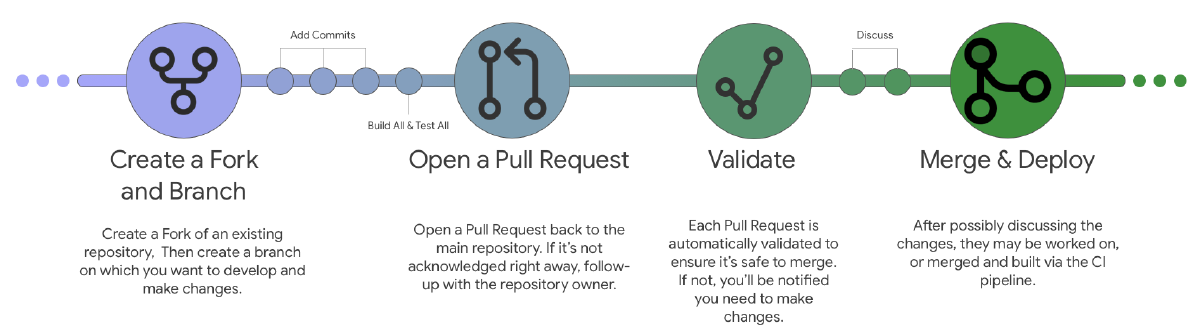 Add Commits
Discuss
Build All & Test All
Create a Fork
and Branch
Open a Pull Request
Validate
Merge & Deploy
Create a Fork of an existing
repository,  Then create a branch
on which you want to develop and
make changes.
Open a Pull Request back to the
main repository. If it's not
acknowledged right away, follow-
up with the repository owner.
Each Pull Request is
automatically validated to
ensure it's safe to merge.
If not, you'll be notified
you need to make
changes.
After possibly discussing the
changes, they may be worked on,
or merged and built via the CI
pipeline.